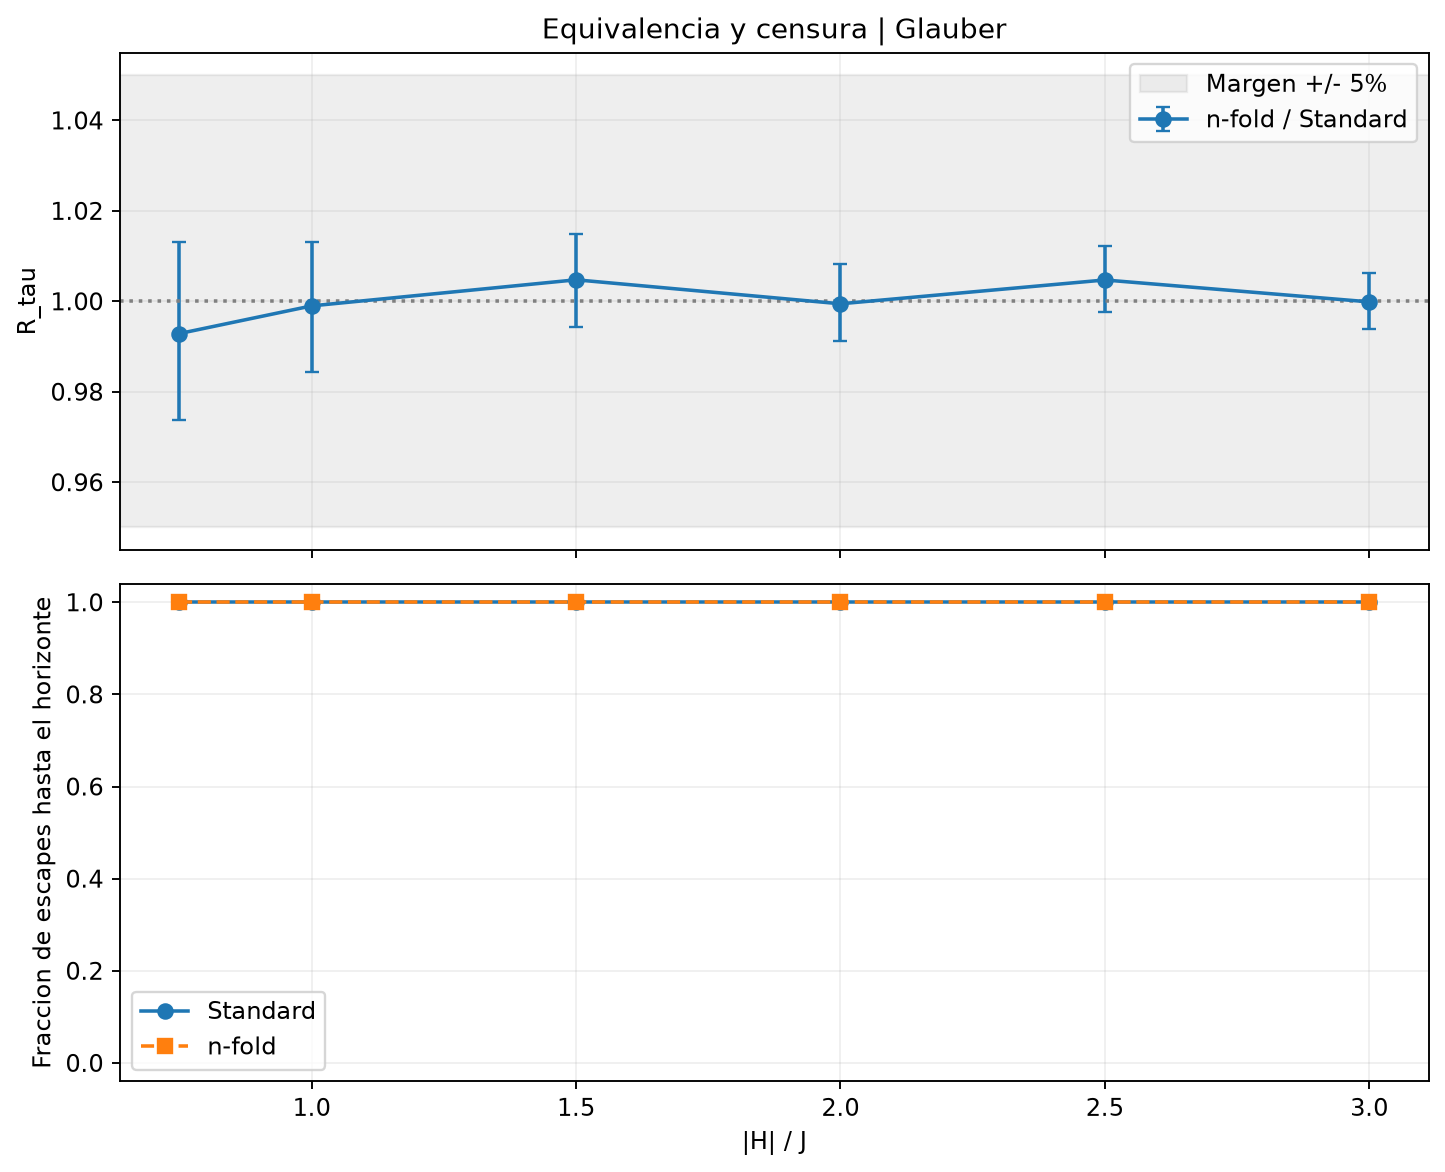 Equivalencia y censura | Glauber
Margen +/- 5%
n-fold / Standard
R_tau
1.04
1.02
1.00
0.98
0.96
Fraccion de escapes hasta el horizonte
1.0
0.8
0.6
0.4
0.2
0.0
Standard
n-fold
1.0 1.5 2.0 2.5 3.0
|H| / J